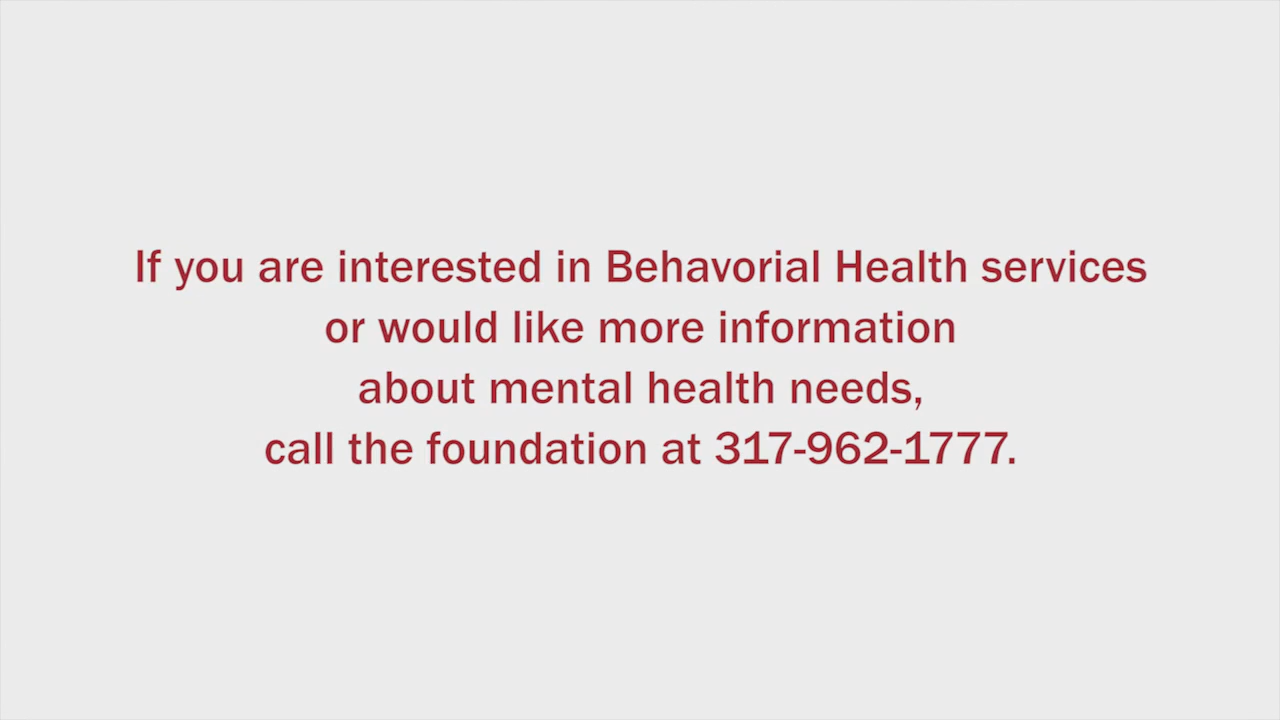 If you are interested in Behavorial Health services
or would like more information
about mental health needs,
call the foundation at 317-962-1777.